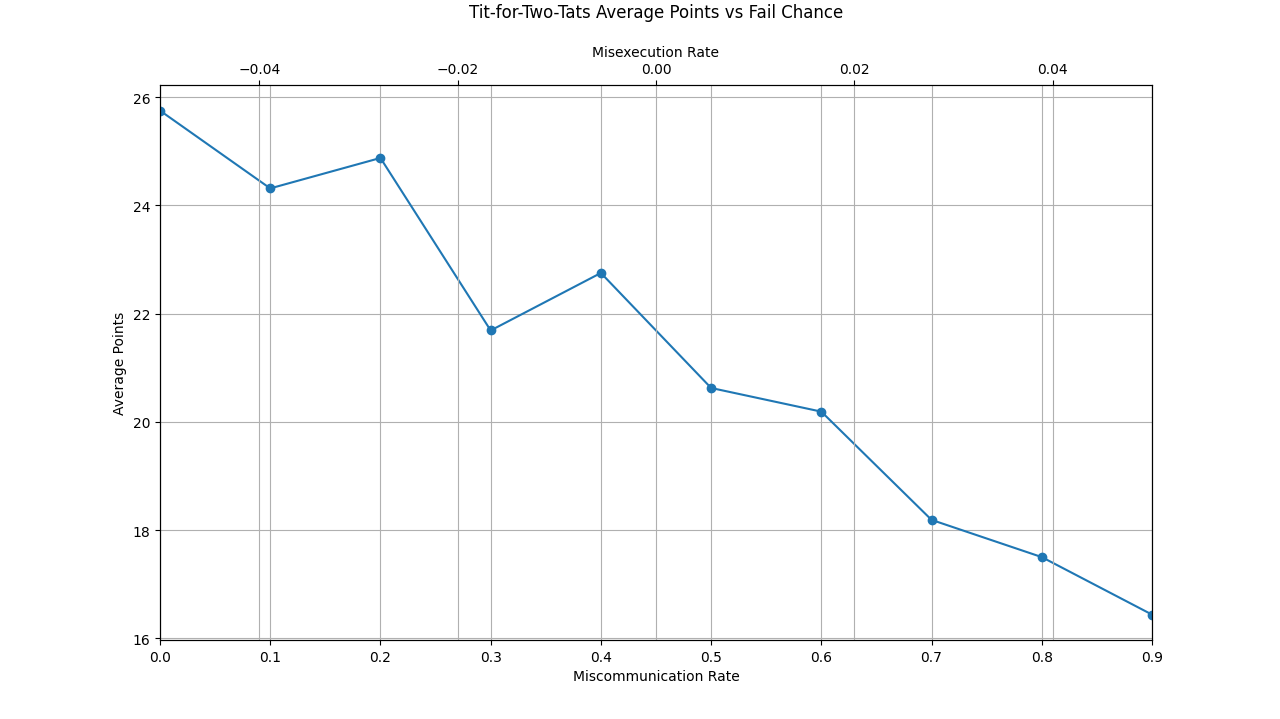 Tit-for-Two-Tats Average Points vs Fail Chance
Misexecution Rate
−0.04 −0.02 0.00 0.02 0.04
26
24
22
20
18
16
Average Points
0.0 0.1 0.2 0.3 0.4 0.5 0.6 0.7 0.8 0.9
Miscommunication Rate